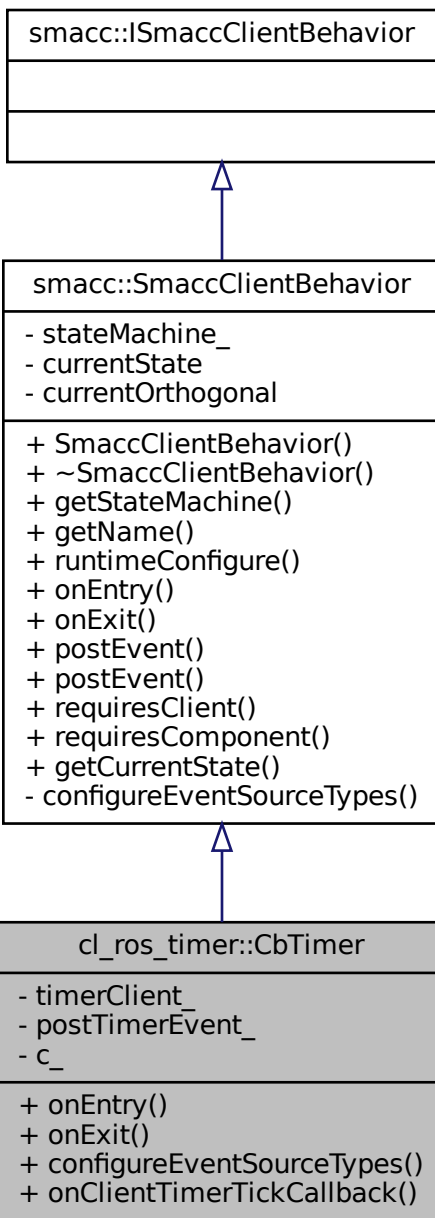 smacc::ISmaccClientBehavior
smacc::SmaccClientBehavior
- stateMachine_
- currentState
- currentOrthogonal
+ SmaccClientBehavior()
+ ~SmaccClientBehavior()
+ getStateMachine()
+ getName()
+ runtimeConfigure()
+ onEntry()
+ onExit()
+ postEvent()
+ postEvent()
+ requiresClient()
+ requiresComponent()
+ getCurrentState()
- configureEventSourceTypes()
cl_ros_timer::CbTimer
- timerClient_
- postTimerEvent_
- c_
+ onEntry()
+ onExit()
+ configureEventSourceTypes()
+ onClientTimerTickCallback()